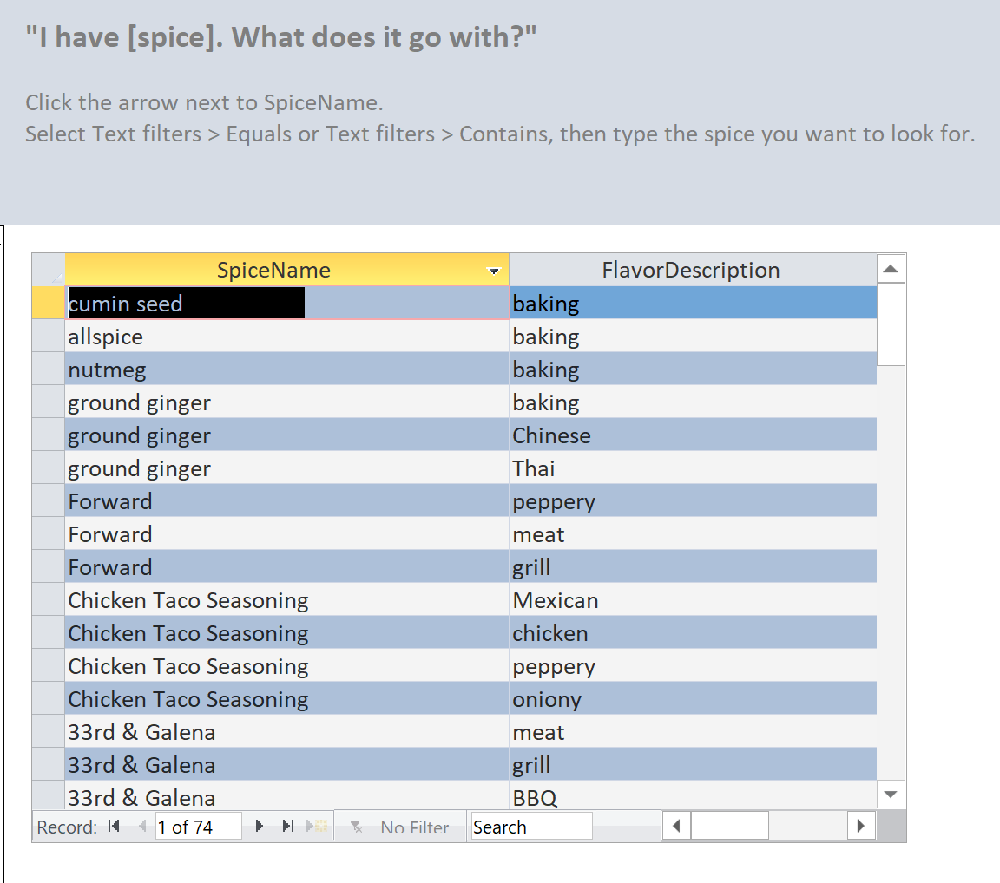 "I have [spice]. What does it go with?"
Click the arrow next to SpiceName.
Select Text filters > Equals or Text filters > Contains, then type the spice you want to look for.
SpiceName FlavorDescription
cumin seed baking
allspice baking
nutmeg baking
ground ginger baking
ground ginger Chinese
ground ginger Thai
Forward peppery
Forward meat
Forward grill
Chicken Taco Seasoning Mexican
Chicken Taco Seasoning chicken
Chicken Taco Seasoning peppery
Chicken Taco Seasoning oniony
33rd & Galena meat
33rd & Galena grill
33rd & Galena BBQ
Record: 1 of 74 No Filter Search